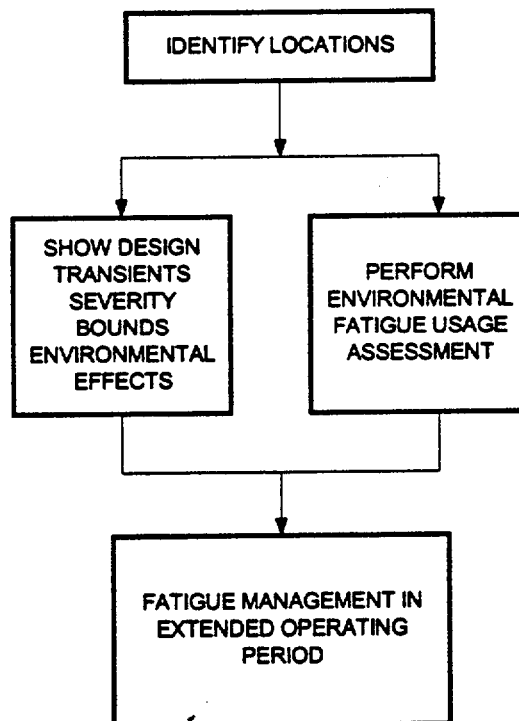 IDENTIFY LOCATIONS
SHOW DESIGN
TRANSIENTS
SEVERITY
BOUNDS
ENVIRONMENTAL
EFFECTS
PERFORM
ENVIRONMENTAL
FATIGUE USAGE
ASSESSMENT
FATIGUE MANAGEMENT IN
EXTENDED OPERATING
PERIOD